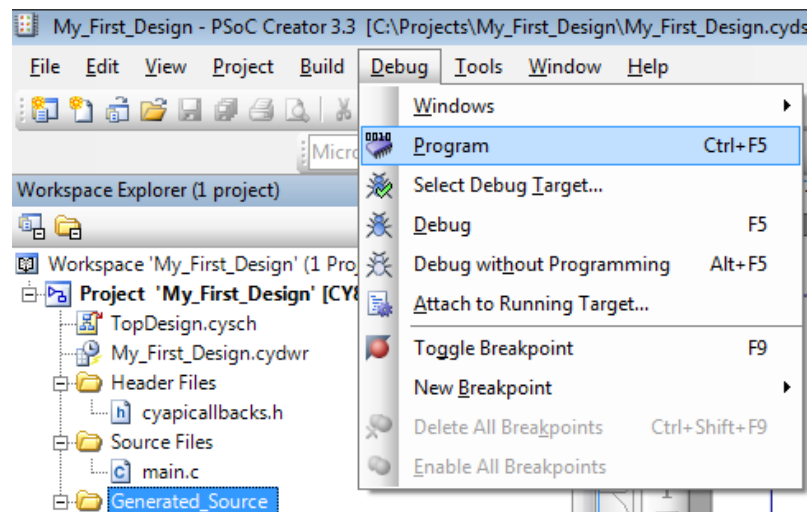 My_First_Design - PSoC Creator 3.3 [C:\Projects\My_First_Design\My_First_Design.cyds
File Edit View Project Build Debug Tools Window Help
Windows
0010
Program Ctrl+F5
Workspace Explorer (1 project)
Select Debug Target...
Debug F5
Workspace 'My_First_Design' (1 Proj
Debug without Programming Alt+F5
Project 'My_First_Design' [CY8
Attach to Running Target...
TopDesign.cysch
My_First_Design.cydwr
Toggle Breakpoint F9
Header Files
New Breakpoint
h cyapicallbacks.h
Delete All Breakpoints Ctrl+Shift+F9
Source Files
c main.c
Enable All Breakpoints
Generated_Source
1